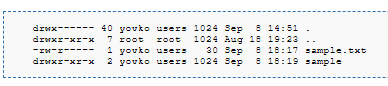 drwx------ 40 yovko users 1024 Sep  8 14:51 .
drwxr-xr-x  7 root  root  1024 Aug 18 19:23 ..
-rw-r-----  1 yovko users   30 Sep  8 18:17 sample.txt
drwxr-xr-x  2 yovko users 1024 Sep  8 18:19 sample